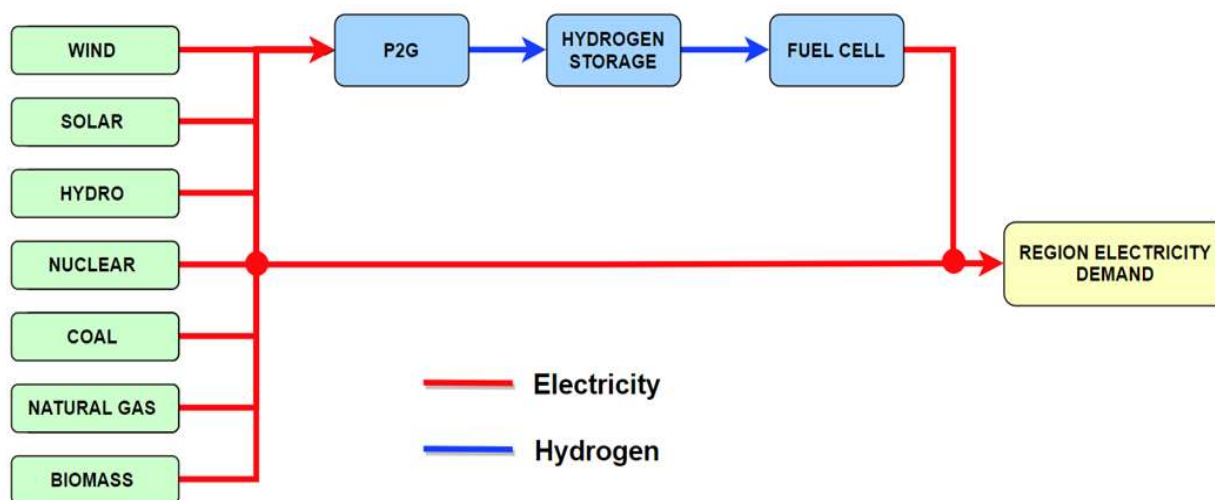 WIND
P2G
HYDROGEN
STORAGE
FUEL CELL
SOLAR
HYDRO
NUCLEAR
REGION ELECTRICITY
DEMAND
COAL
NATURAL GAS
BIOMASS
Electricity
Hydrogen